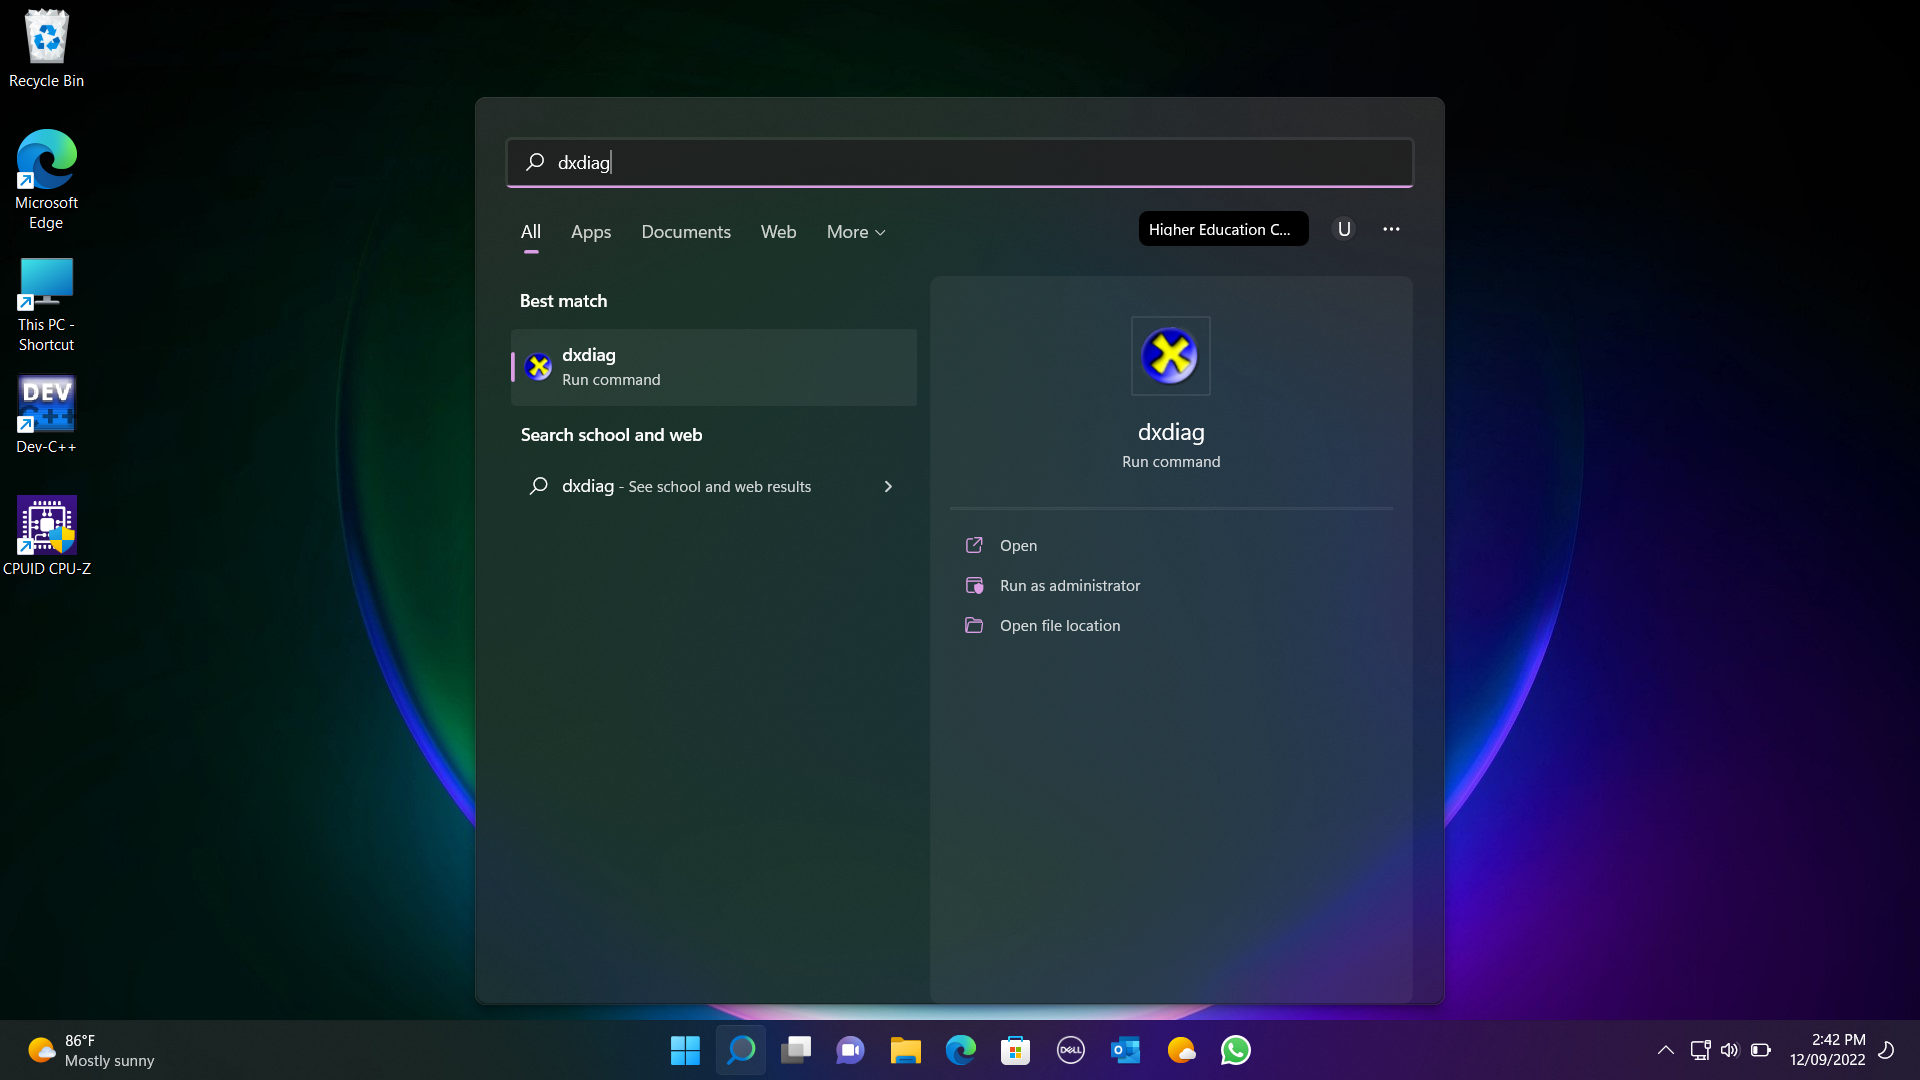 Recycle Bin
Microsoft
Edge
This PC -
Shortcut
DEV
C++
Dev-C++
CPUID CPU-Z
dxdiag
All
Apps
Documents
Web
More
Higher Education C...
U
Best match
dxdiag
Run command
Search school and web
dxdiag - See school and web results
dxdiag
Run command
Open
Run as administrator
Open file location
86°F
Mostly sunny
DELL
2:42 PM
12/09/2022